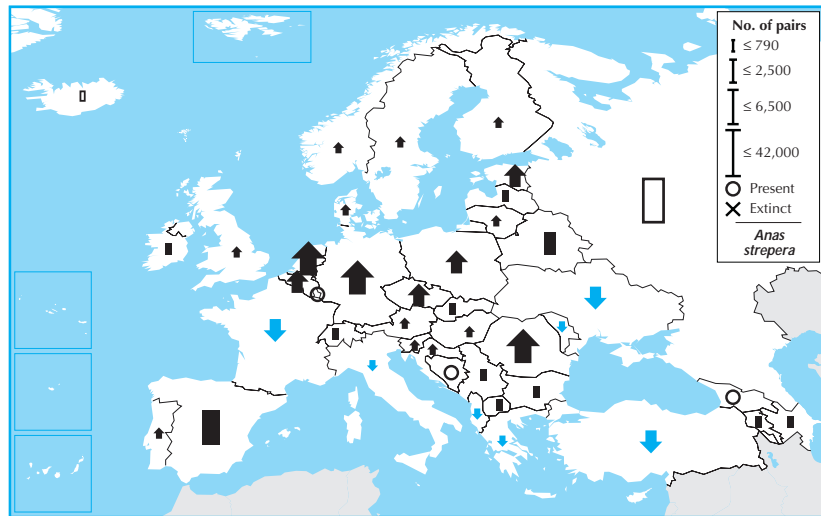 No. of pairs
≤ 790
≤ 2,500
≤ 6,500
≤ 42,000
Present
Extinct
Anas
strepera